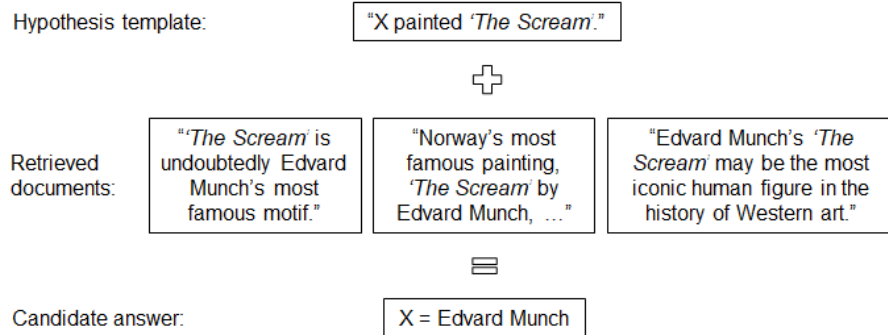 Hypothesis template:
“X painted ‘The Scream’.”
“‘The Scream’ is
undoubtedly Edvard
Munch’s most
famous motif.”
“Norway’s most
famous painting,
‘The Scream’ by
Edvard Munch, …”
“Edvard Munch’s ‘The
Scream’ may be the most
iconic human figure in the
history of Western art.”
Retrieved
documents:
Candidate answer:
X = Edvard Munch